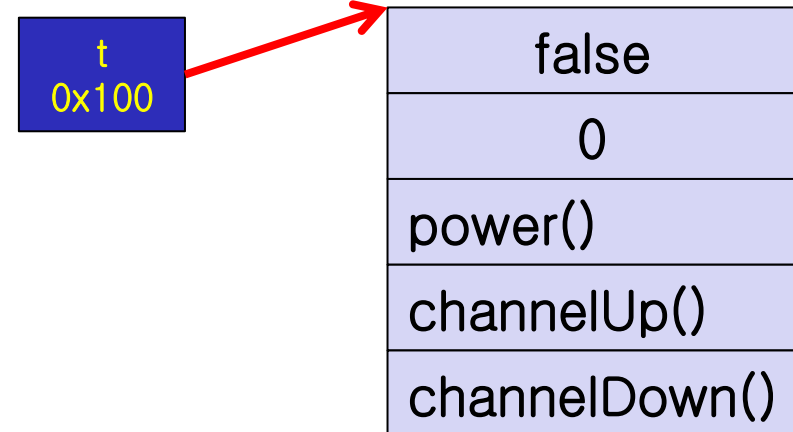 t
0x100
false
0
power()
channelUp()
channelDown()